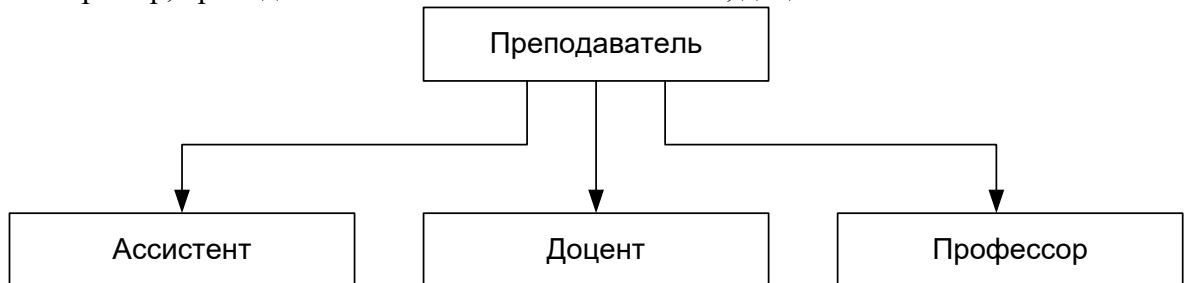 Преподаватель
Ассистент
Доцент
Профессор